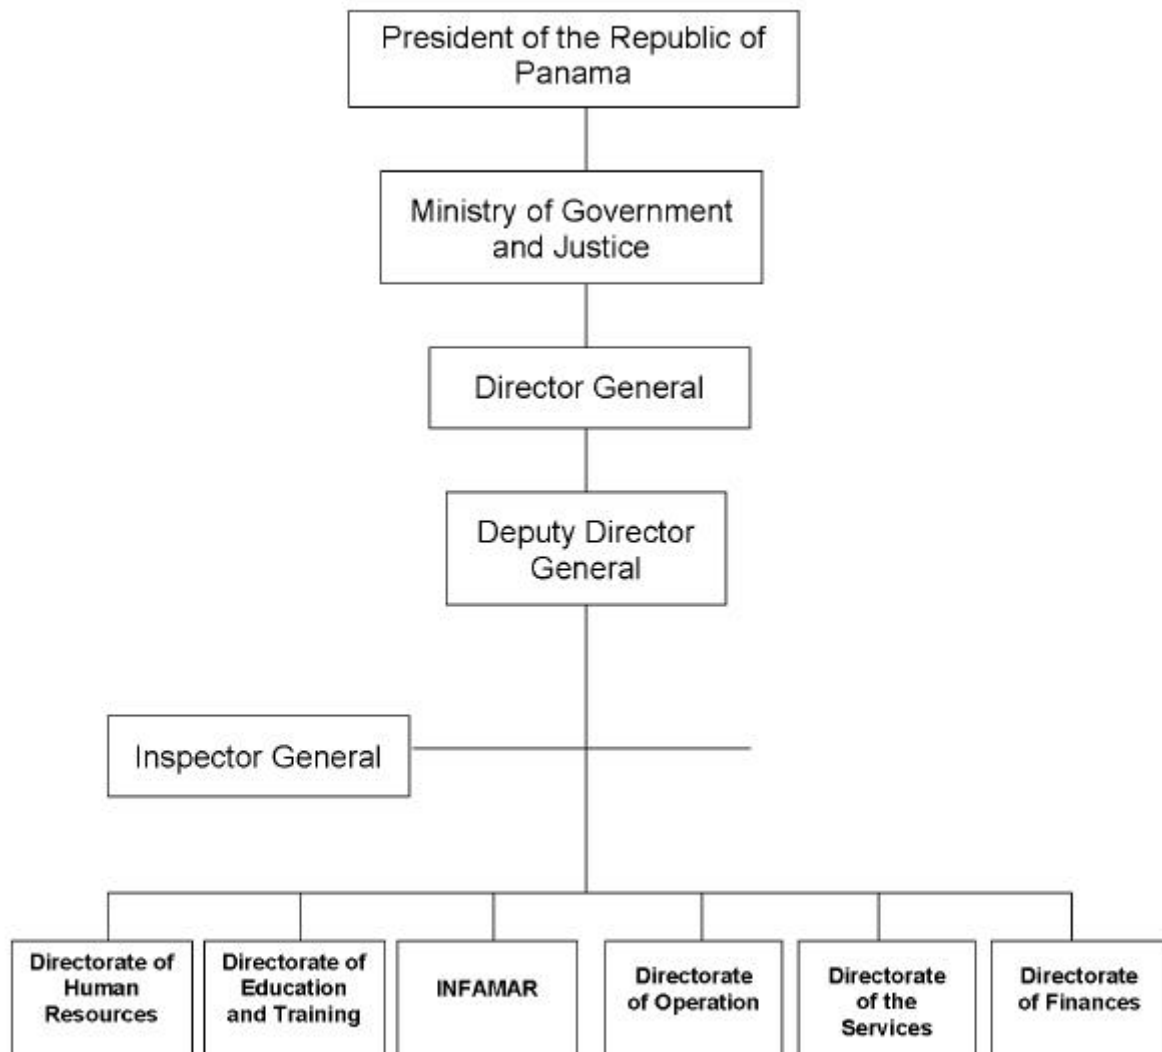 President of the Republic of
Panama
Ministry of Government
and Justice
Director General
Deputy Director
General
Inspector General
Directorate of
Human
Resources
Directorate of
Education
and Training
INFAMAR
Directorate
of Operation
Directorate
of the
Services
Directorate
of Finances